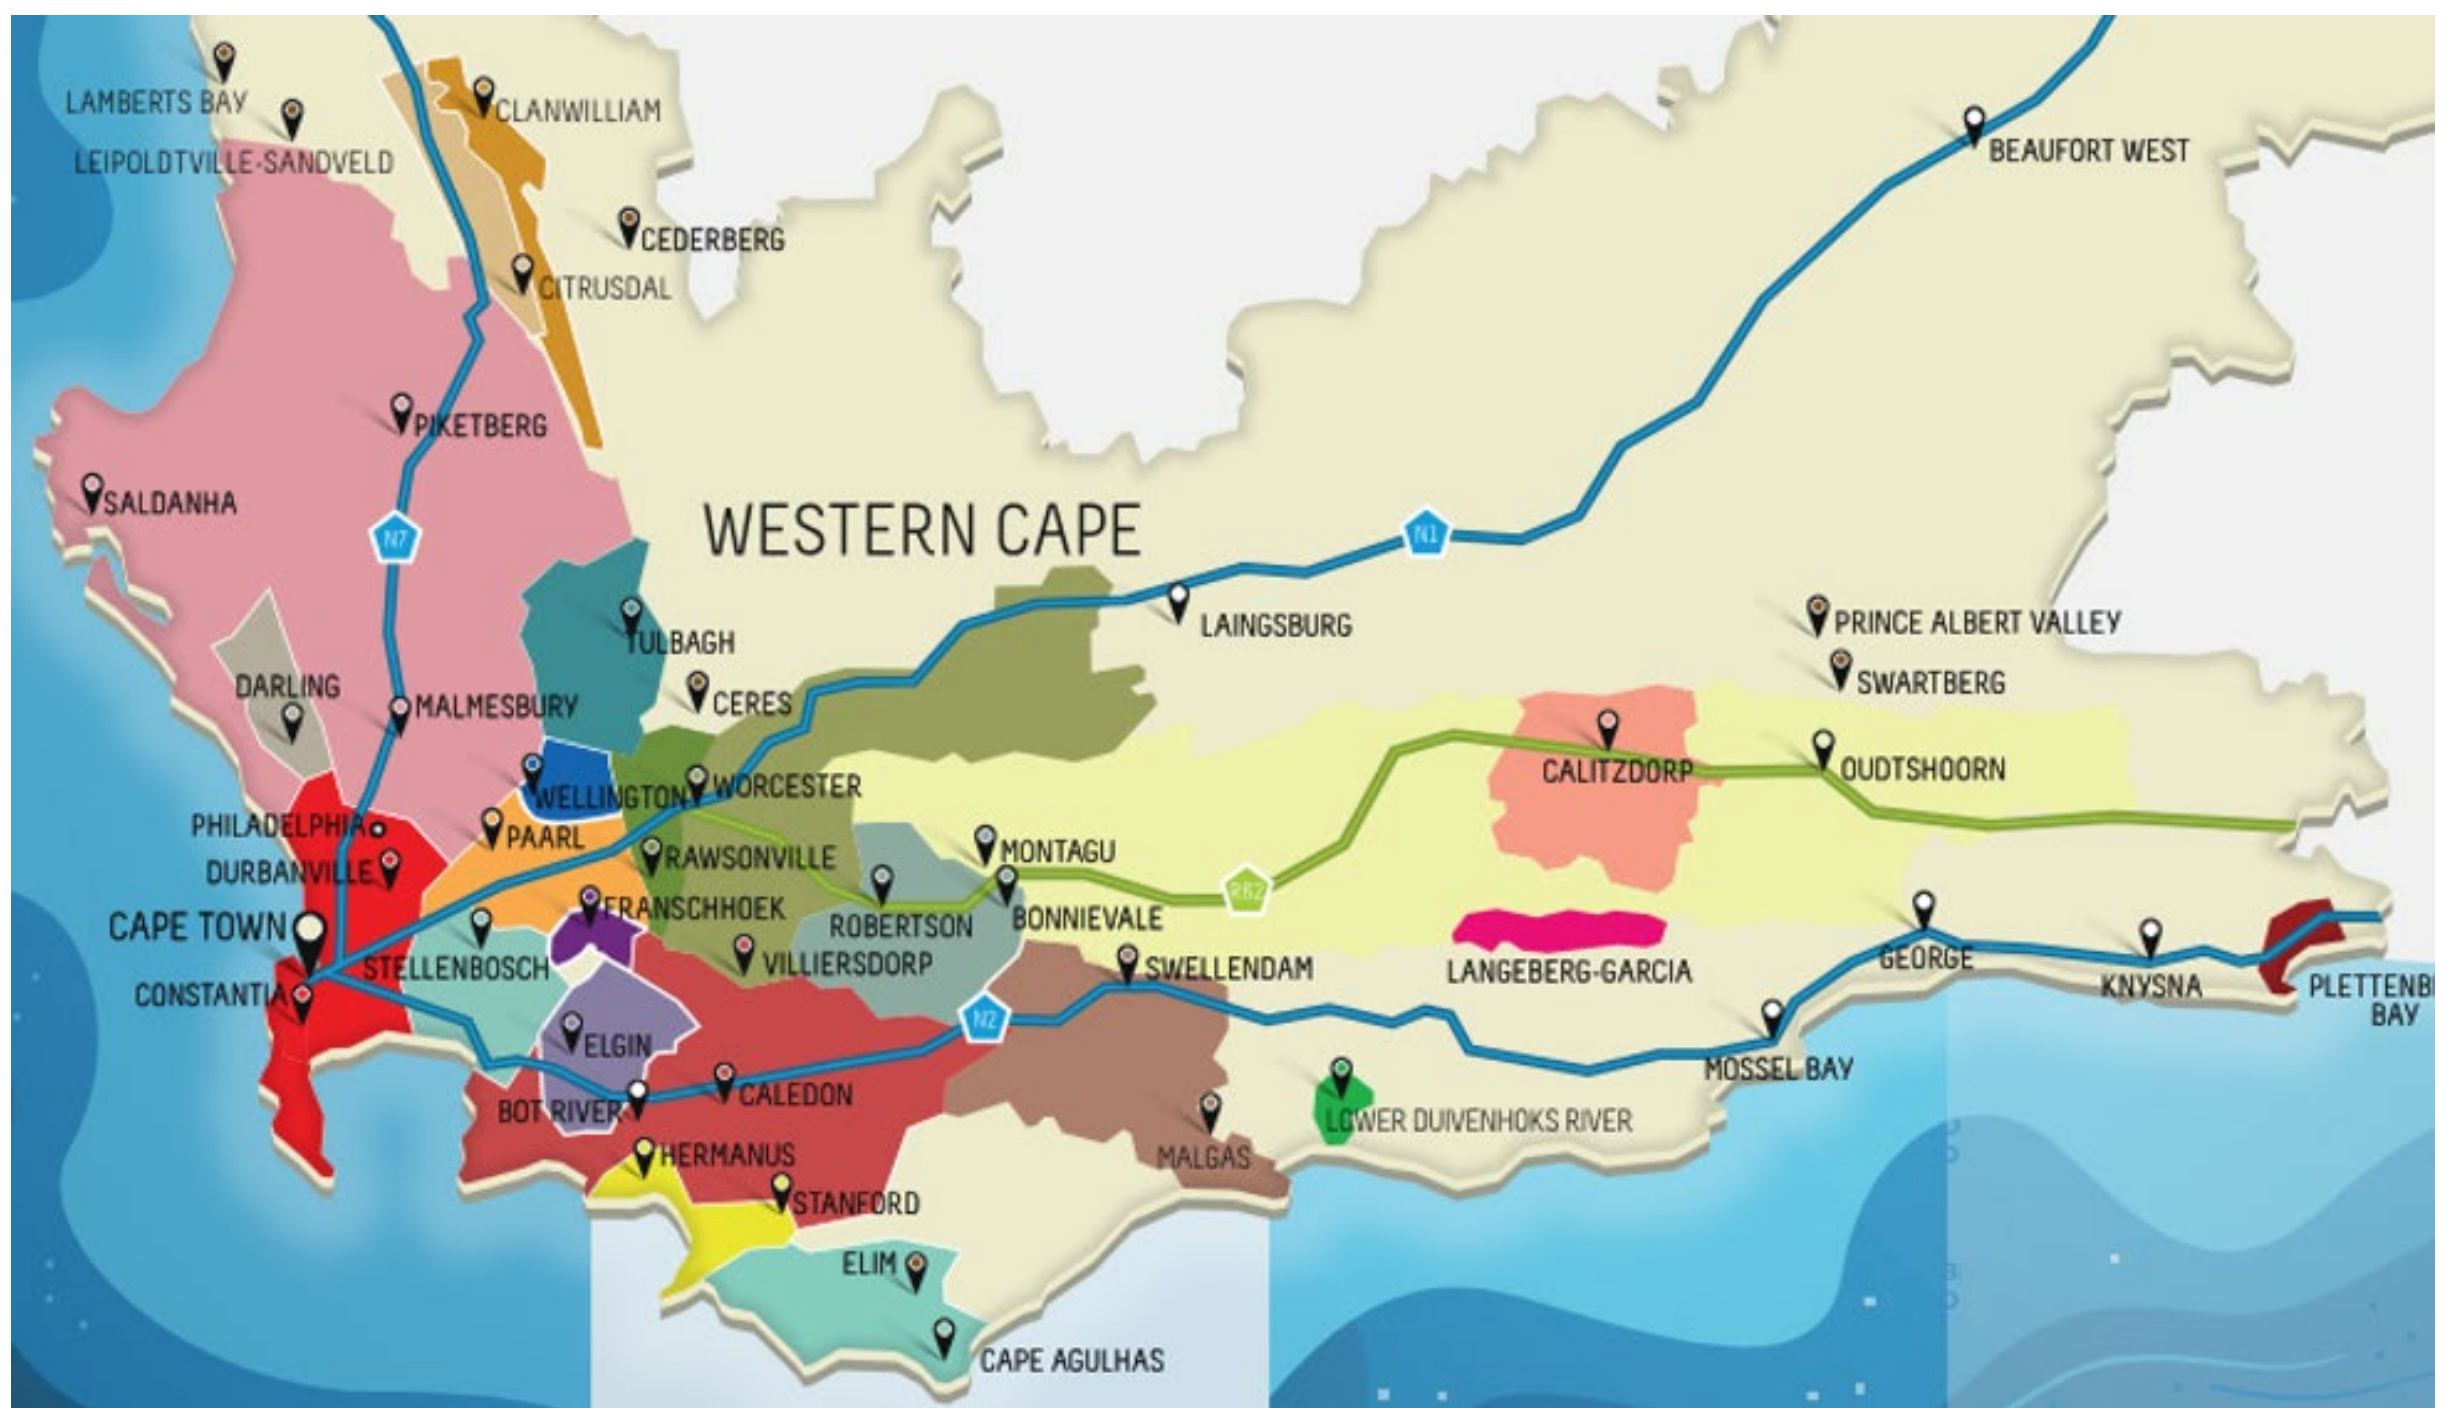 LAMBERTS BAY
CLANWILLIAM
LEIPOLDTVILLE-SANDVELD
BEAUFORT WEST
CEDERBERG
CITRUSDAL
PIKETBERG
SALDANHA
N7
WESTERN CAPE
N1
LAINGSBURG
PRINCE ALBERT VALLEY
TULBAGH
SWARTBERG
DARLING
MALMESBURY
CERES
CALITZDORP
OUDTSHOORN
WELLINGTON
WORCESTER
PHILADELPHIA
PAARL
MONTAGU
RAWSONVILLE
DURBANVILLE
R62
FRANSCHHOEK
CAPE TOWN
ROBERTSON
BONNIEVALE
STELLENBOSCH
VILLIERSDORP
SWELLENDAM
LANGEBERG-GARCIA
GEORGE
KNYSNA
PLETTENB
BAY
CONSTANTIA
N2
ELGIN
MOSSEL BAY
BOT RIVER
CALEDON
LOWER DUIVENHOKS RIVER
HERMANUS
MALGAS
STANFORD
ELIM
CAPE AGULHAS